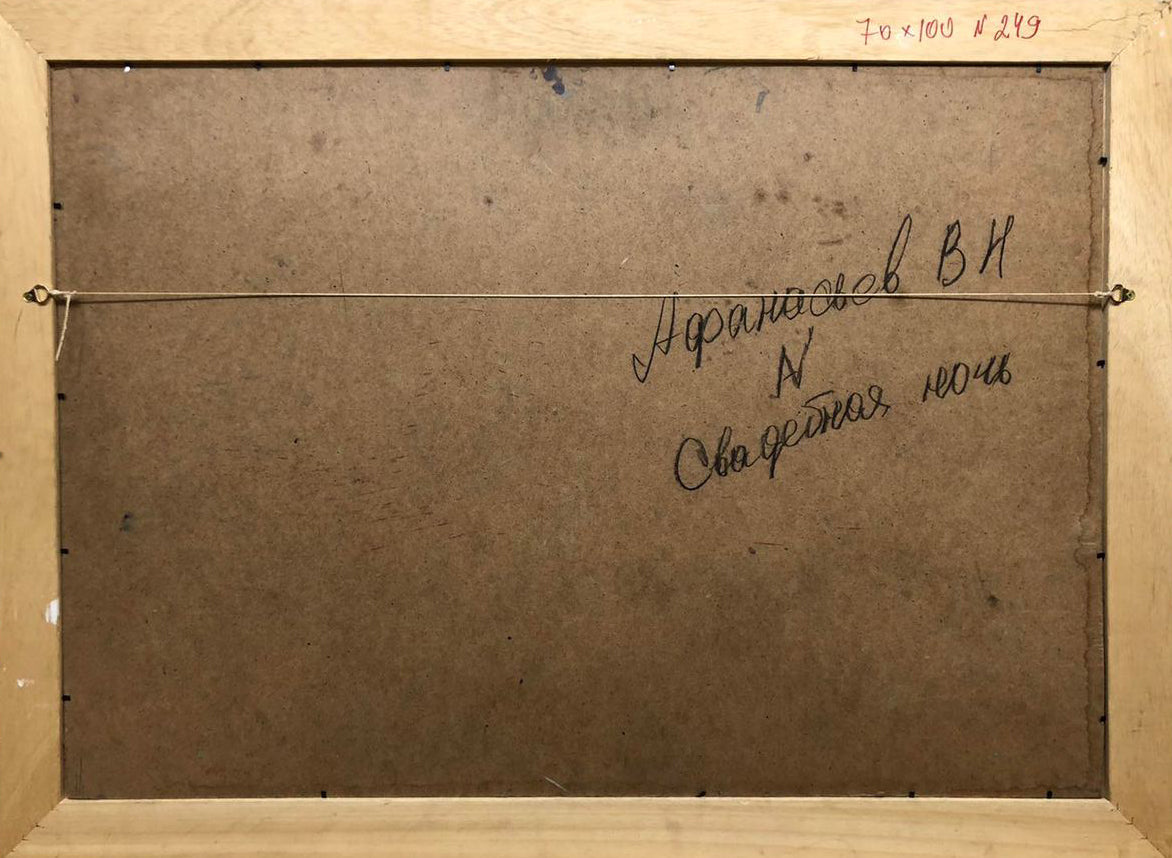 70 x 100 N 249
Афанасьев В Н
N
Свадебная ночь